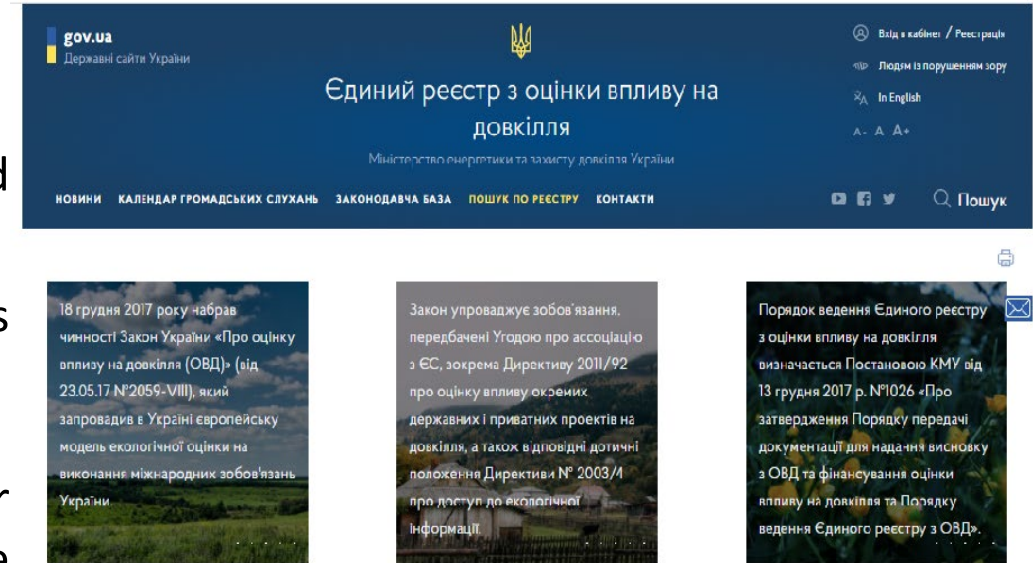 gov.ua
Державні сайти України
Єдиний реєстр з оцінки впливу на
довкілля
Міністерство енергетики та захисту довкілля України
Вхід в кабінет / Реєстрація
Людям із порушенням зору
In English
A- A A+
НОВИНИ КАЛЕНДАР ГРОМАДСЬКИХ СЛУХАНЬ ЗАКОНОДАВЧА БАЗА ПОШУК ПО РЕЄСТРУ КОНТАКТИ
Пошук
d
s
r
e
18 грудня 2017 року набрав
чинності Закон України «Про оцінку
впливу на довкілля (ОВД)» (від
23.05.17 №2059-VIII), який
запровадив в Україні європейську
модель екологічної оцінки на
виконання міжнародних зобов'язань
України
Закон упроваджує зобов'язання,
передбачені Угодою про ассоціацію
з ЄС, зокрема Директиву 2011/92
про оцінку впливу окремих
державних і приватних проектів на
довкілля, а також відповідні дотичні
положення Директиви № 2003/4
про доступ до екологічної
інформації.
Порядок ведення Єдиного реєстру
з оцінки впливу на довкілля
визначається Постановою КМУ від
13 грудня 2017 р. №1026 «Про
затвердження Порядку передачі
документації для надання висновку
з ОВД та фінансування оцінки
впливу на довкілля та Порядку
ведення Єдиного реєстру з ОВД».